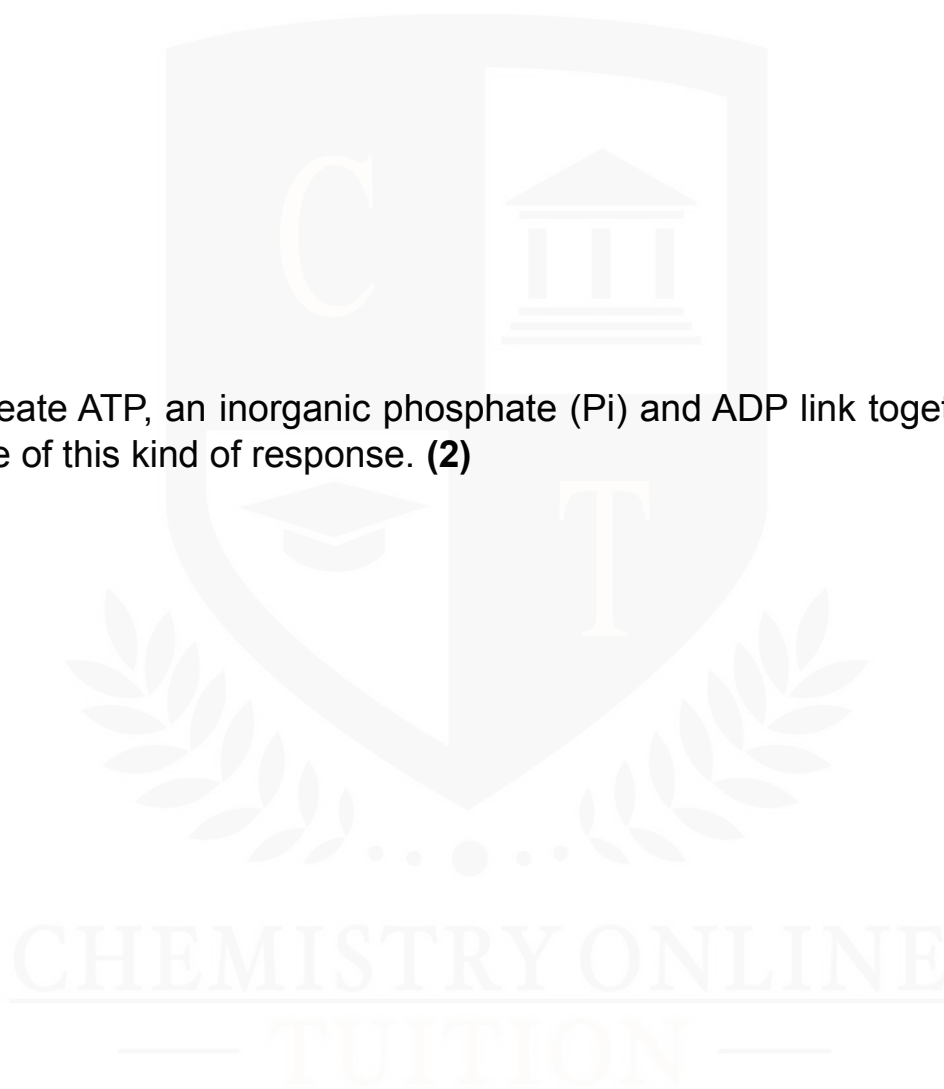 C
eate ATP, an inorganic phosphate (Pi) and ADP link toget
e of this kind of response. (2)
T
CHEMISTRY ONLINE
TUITION